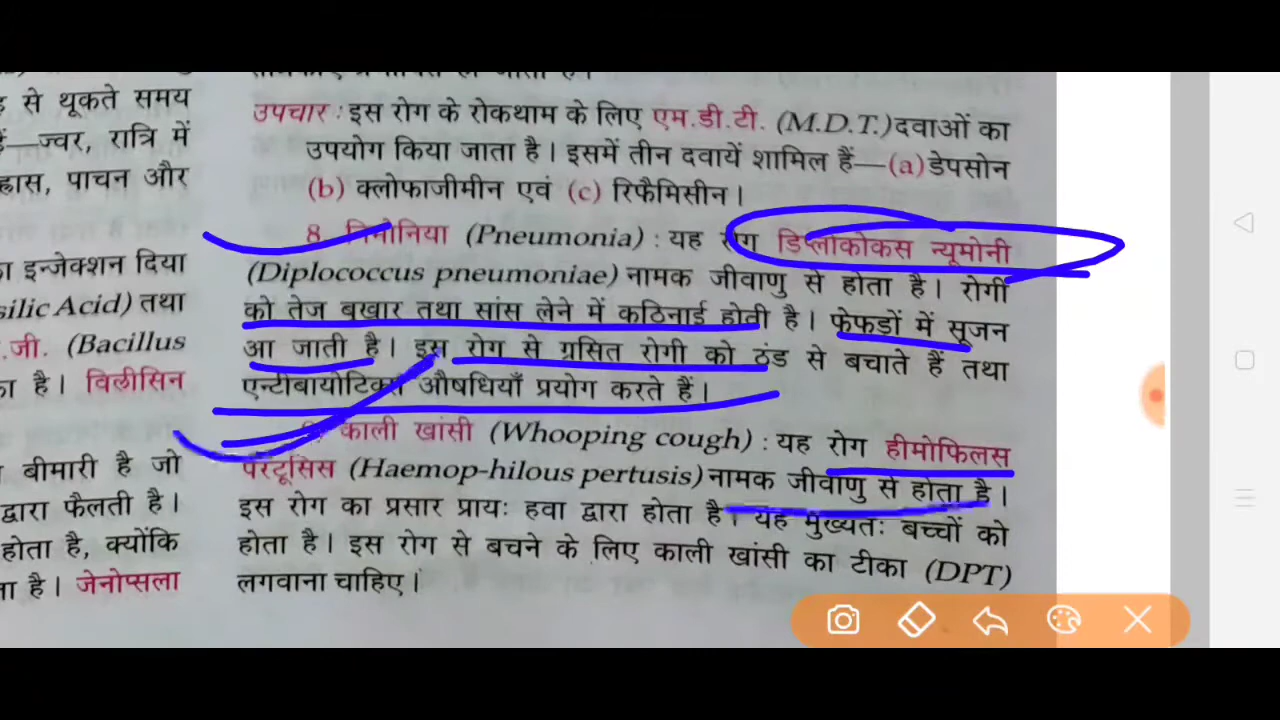 से थूकते समय
ज्वर, रात्रि में
ह्रास, पाचन और
इन्जेक्शन दिया
silic Acid) तथा
.जी. (Bacillus
का है। विलीसिन
बीमारी है जो
द्वारा फैलती है।
होता है, क्योंकि
है। जेनोप्सला
उपचार : इस रोग के रोकथाम के लिए एम.डी.टी. (M.D.T.) दवाओं का
उपयोग किया जाता है। इसमें तीन दवायें शामिल हैं—(a) डेपसोन
(b) क्लोफाजीमीन एवं (c) रिफैमिसीन।
8. निमोनिया (Pneumonia) : यह रोग डिप्लोकोकस न्यूमोनी
(Diplococcus pneumoniae) नामक जीवाणु से होता है। रोगी
को तेज बखार तथा सांस लेने में कठिनाई होती है। फेफडों में सूजन
आ जाती है। इस रोग से ग्रसित रोगी को ठंड से बचाते हैं तथा
एन्टीबायोटिक्स औषधियाँ प्रयोग करते हैं।
9. काली खांसी (Whooping cough) : यह रोग हीमोफिलस
परटूसिस (Haemop-hilous pertusis) नामक जीवाणु से होता है।
इस रोग का प्रसार प्रायः हवा द्वारा होता है। यह मुख्यतः बच्चों को
होता है। इस रोग से बचने के लिए काली खांसी का टीका (DPT)
लगवाना चाहिए।